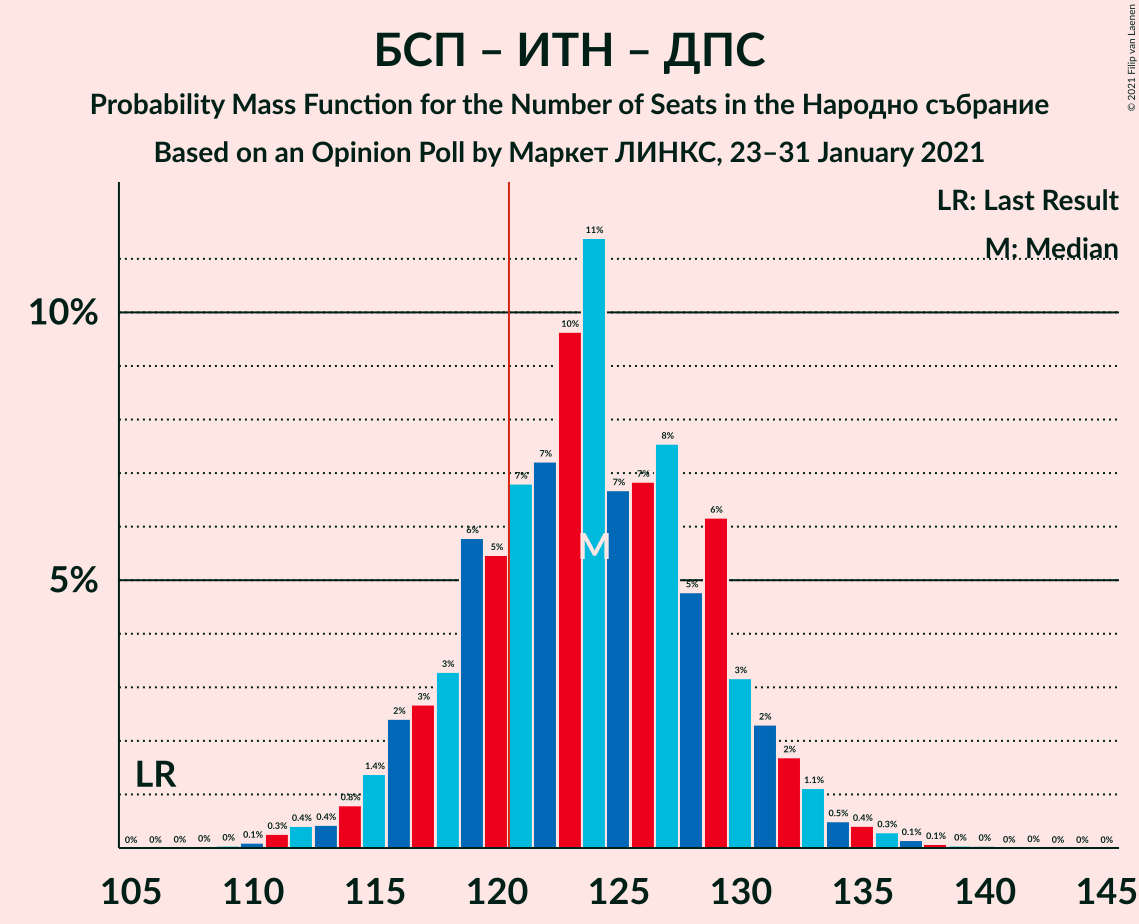 БСП – ИТН – ДПС
Probability Mass Function for the Number of Seats in the Народно събрание
Based on an Opinion Poll by Маркет ЛИНКС, 23–31 January 2021
© 2021 Filip van Laenen
LR: Last Result
M: Median
10%
5%
LR
M
0% 0% 0% 0% 0% 0.1% 0.3% 0.4% 0.4% 0.8% 1.4% 2% 3% 3% 6% 5% 7% 7% 10% 11% 7% 7% 8% 5% 6% 3% 2% 2% 1.1% 0.5% 0.4% 0.3% 0.1% 0.1% 0% 0% 0% 0% 0% 0% 0%
105 110 115 120 125 130 135 140 145